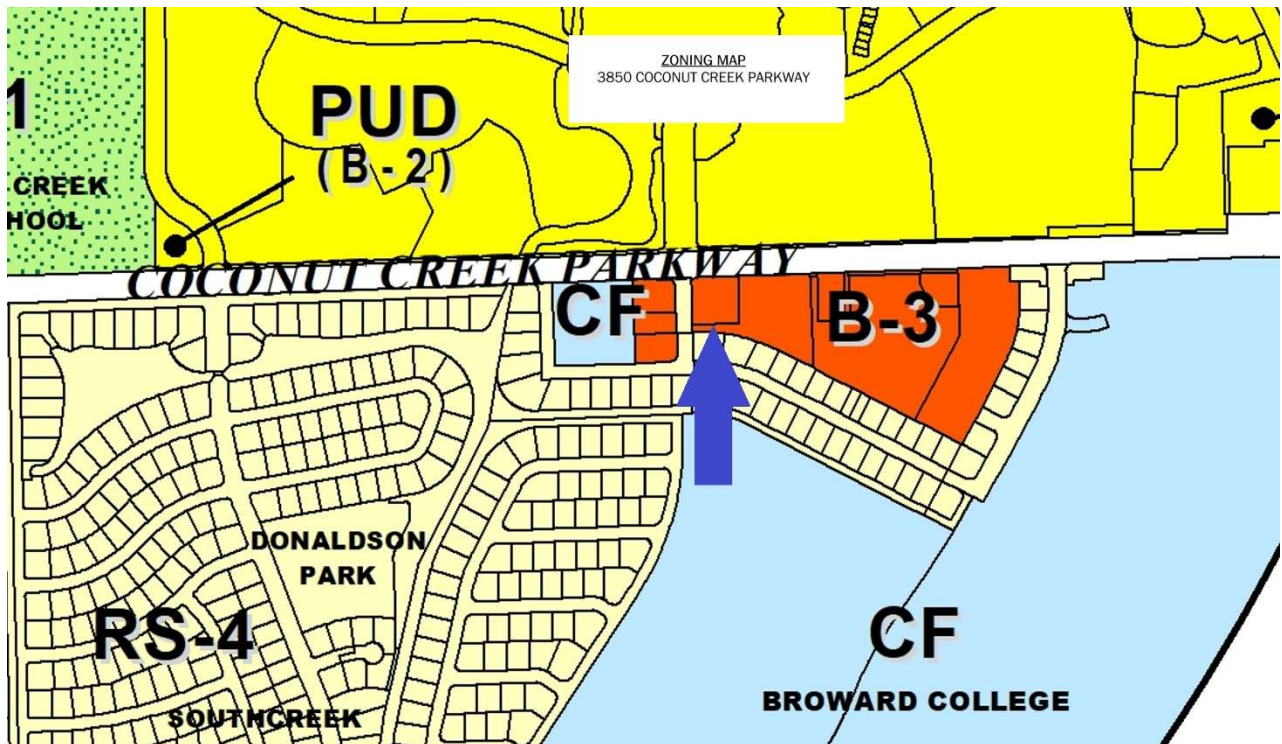 ZONING MAP
3850 COCONUT CREEK PARKWAY
1
PUD
( B - 2 )
CREEK
HOOL
COCONUT CREEK PARKWAY
CF
B-3
DONALDSON
PARK
RS-4
CF
BROWARD COLLEGE
SOUTHCREEK